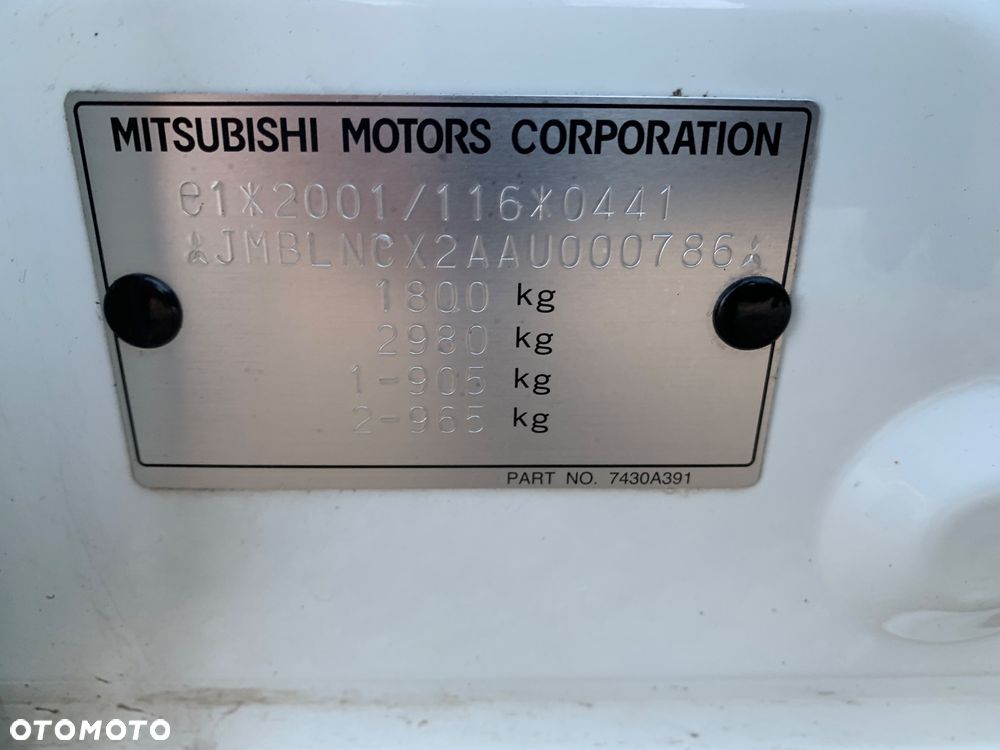 MITSUBISHI MOTORS CORPORATION
e1*2001/116*0441
JMBLNCX2AAU000786
1800 kg
2980 kg
1-905 kg
2-965 kg
PART NO. 7430A391
OTOMOTO